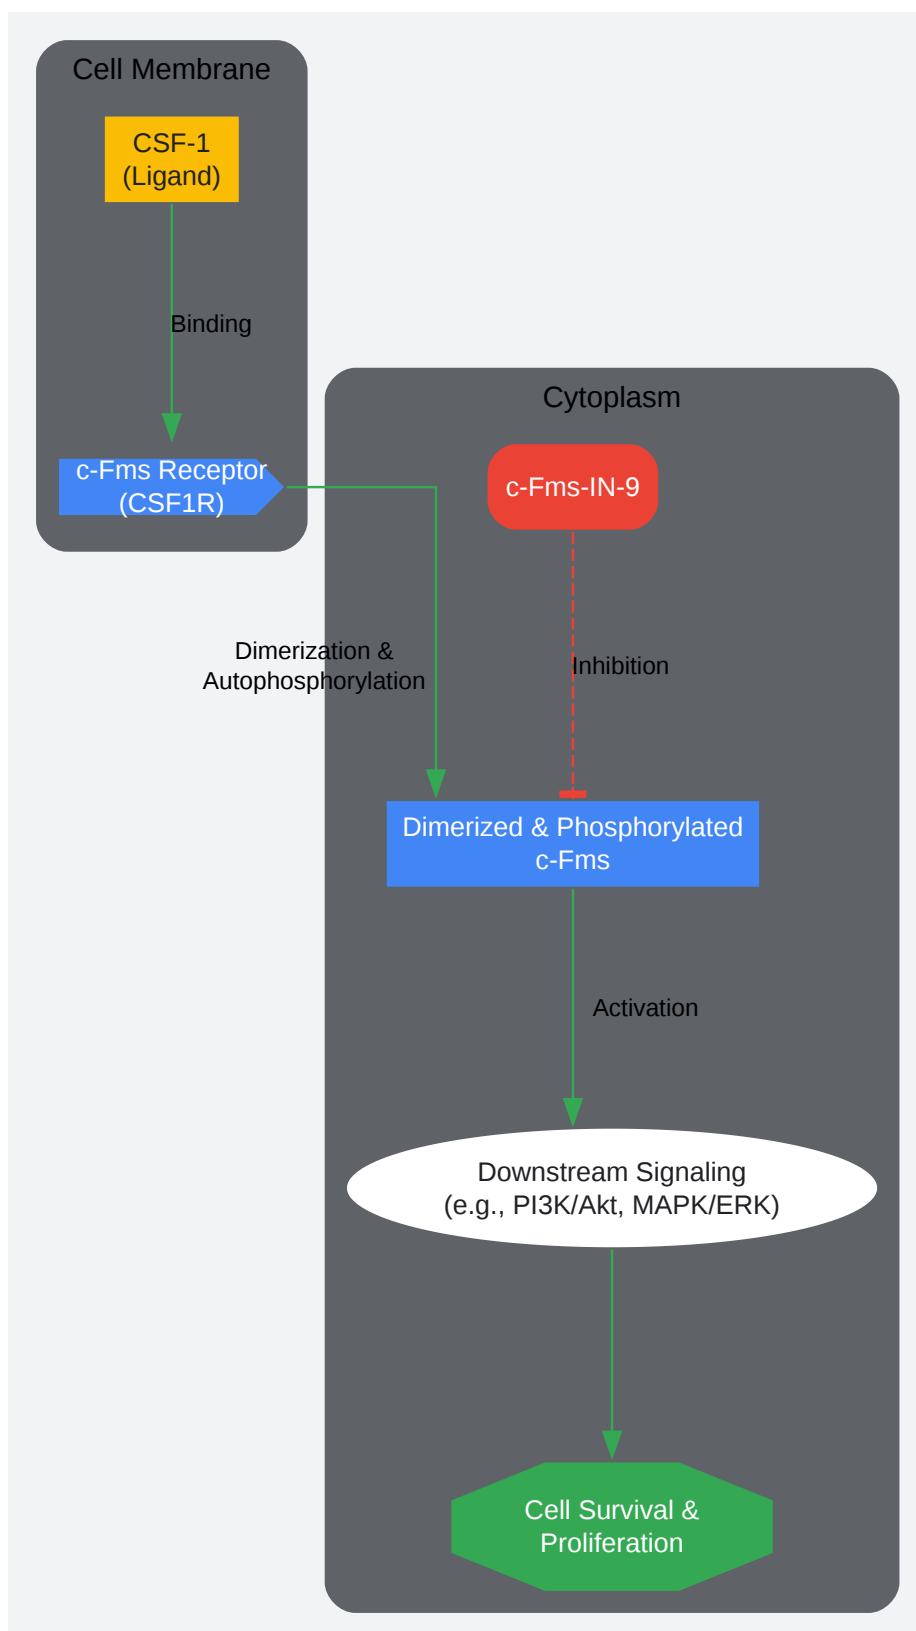 Cell Membrane
CSF-1
(Ligand)
Binding
c-Fms Receptor
(CSF1R)
Cytoplasm
c-Fms-IN-9
Dimerization &
Autophosphorylation
Inhibition
Dimerized & Phosphorylated
c-Fms
Activation
Downstream Signaling
(e.g., PI3K/Akt, MAPK/ERK)
Cell Survival &
Proliferation